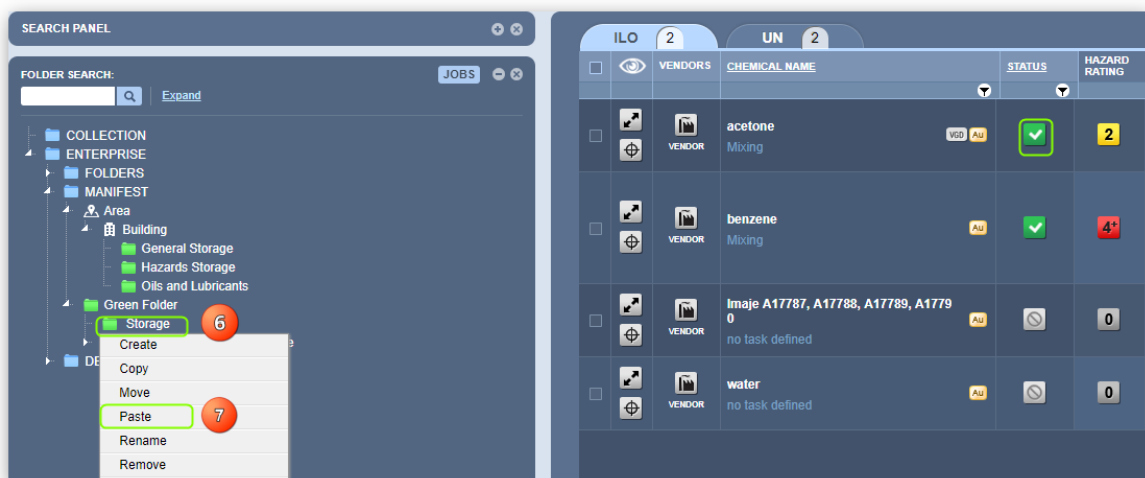 SEARCH PANEL
FOLDER SEARCH:
JOBS
Expand
COLLECTION
ENTERPRISE
FOLDERS
MANIFEST
Area
Building
General Storage
Hazards Storage
Oils and Lubricants
Green Folder
Storage
6
Create
Copy
Move
Paste
7
Rename
Remove
ILO 2
UN 2
VENDORS CHEMICAL NAME STATUS HAZARD RATING
acetone
Mixing
VENDOR
VGD Au
2
benzene
Mixing
VENDOR
Au
4+
Imaje A17787, A17788, A17789, A1779
0
no task defined
VENDOR
Au
0
water
no task defined
VENDOR
Au
0